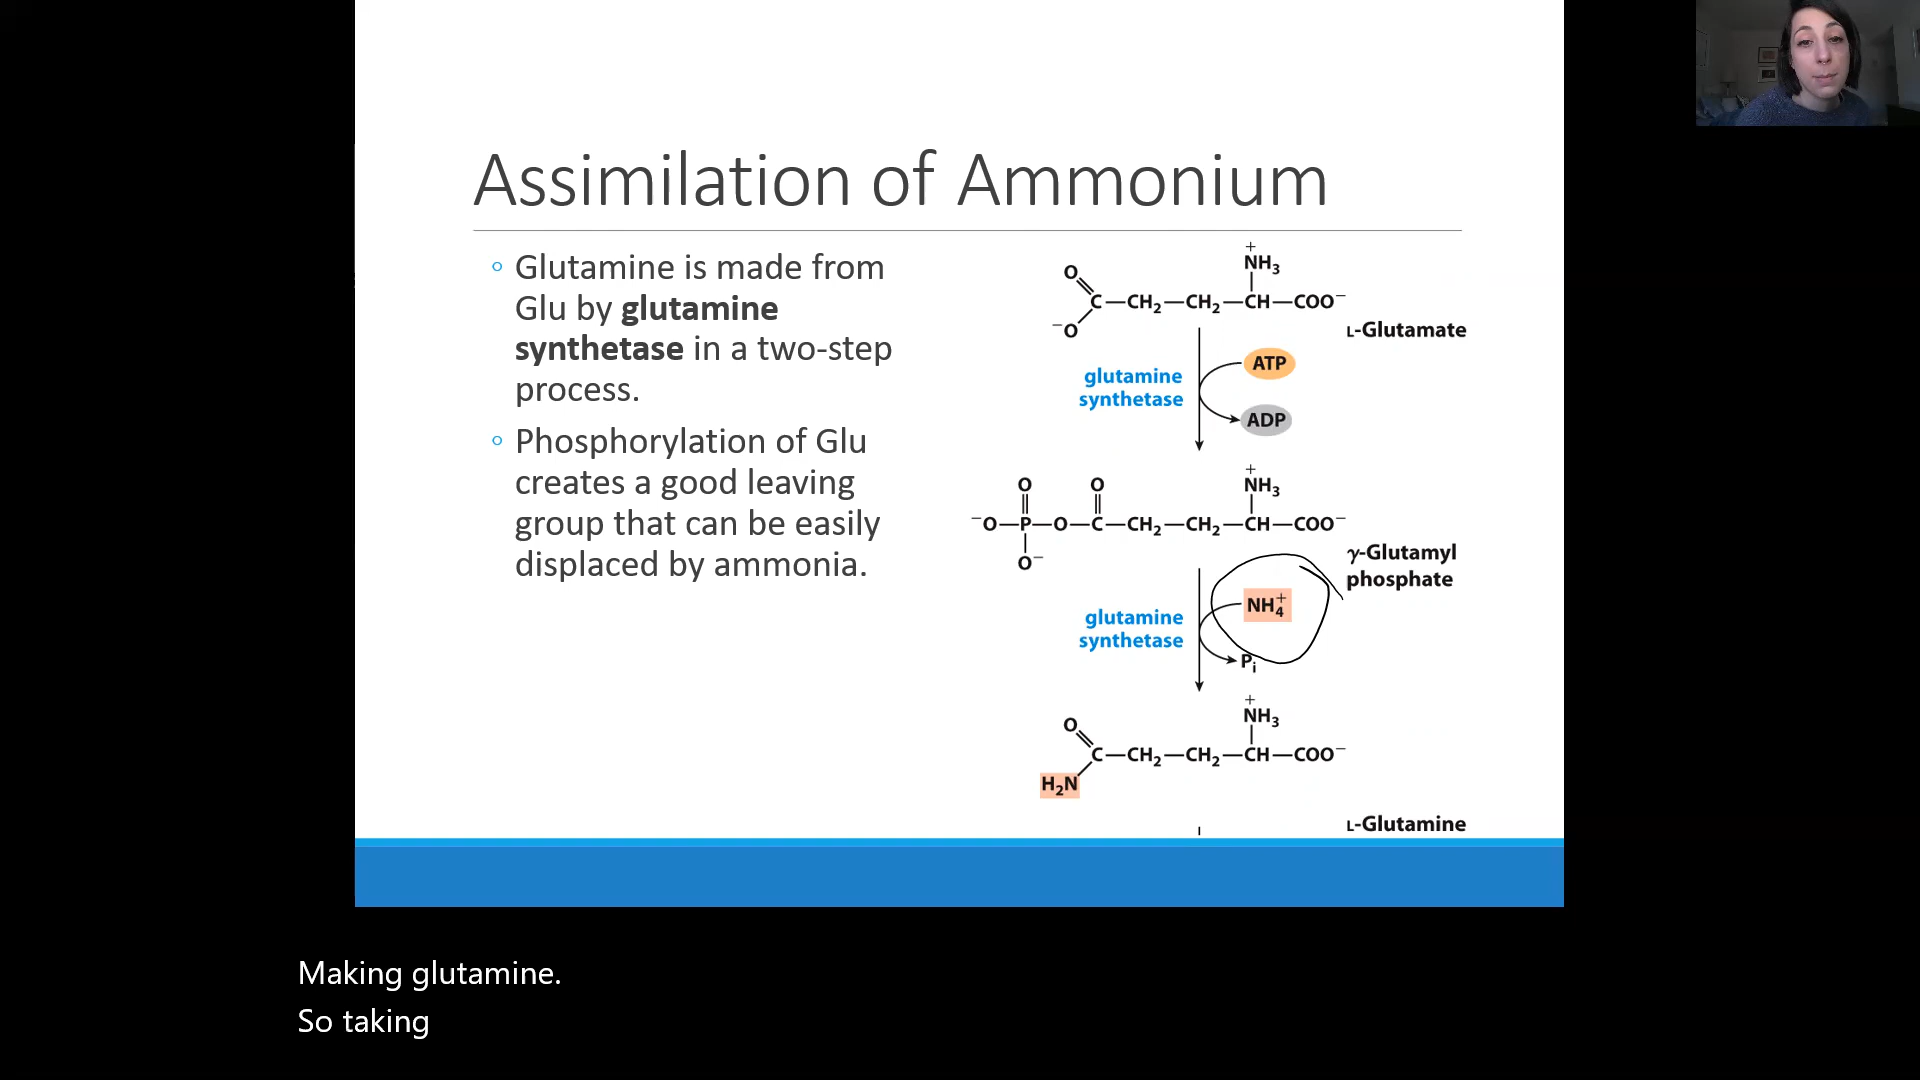 Assimilation of Ammonium
◦ Glutamine is made from
Glu by glutamine
synthetase in a two-step
process.
◦ Phosphorylation of Glu
creates a good leaving
group that can be easily
displaced by ammonia.
+
O NH₃
C—CH₂—CH₂—CH—COO⁻
⁻O
L-Glutamate
ATP
glutamine
synthetase
ADP
+
O O NH₃
⁻O—P—O—C—CH₂—CH₂—CH—COO⁻
O⁻
γ-Glutamyl
phosphate
NH₄⁺
glutamine
synthetase
Pᵢ
+
O NH₃
C—CH₂—CH₂—CH—COO⁻
H₂N
L-Glutamine
Making glutamine.
So taking